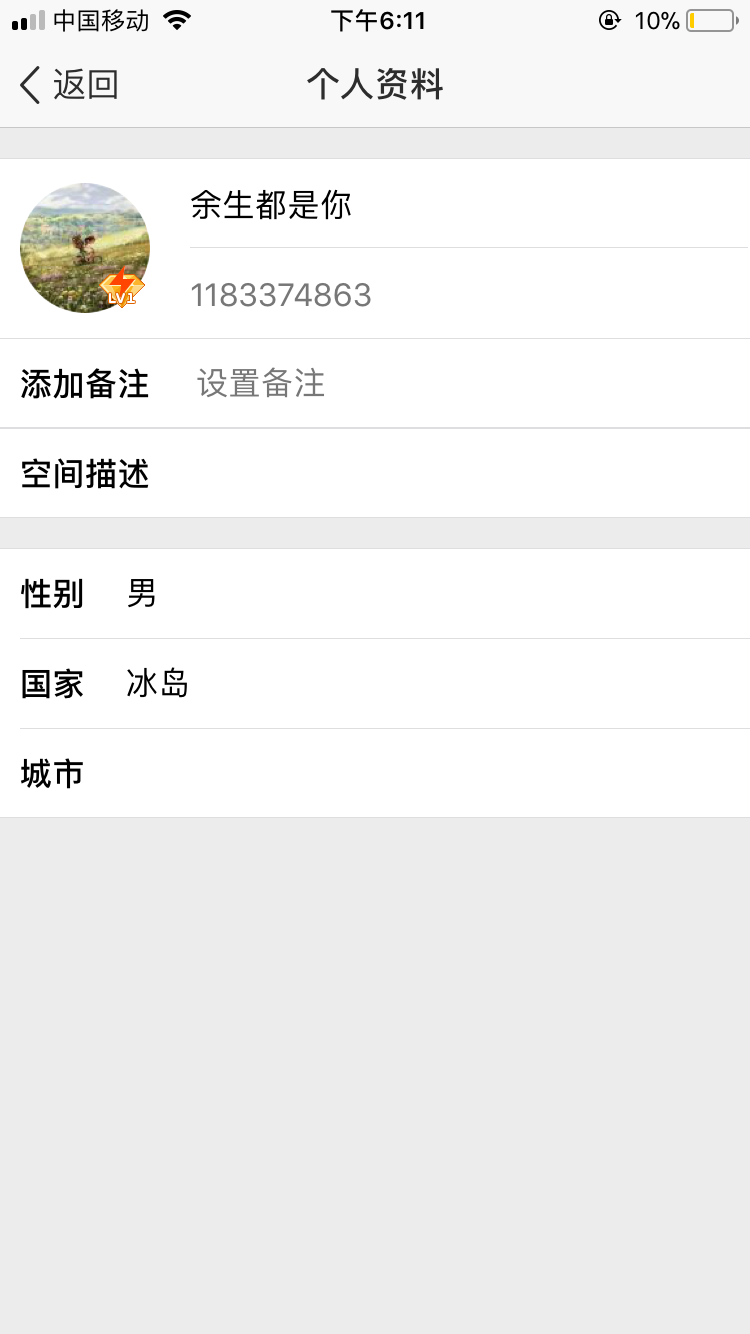 中国移动 下午6:11 10%
返回 个人资料
余生都是你
LV1
1183374863
添加备注 设置备注
空间描述
性别 男
国家 冰岛
城市